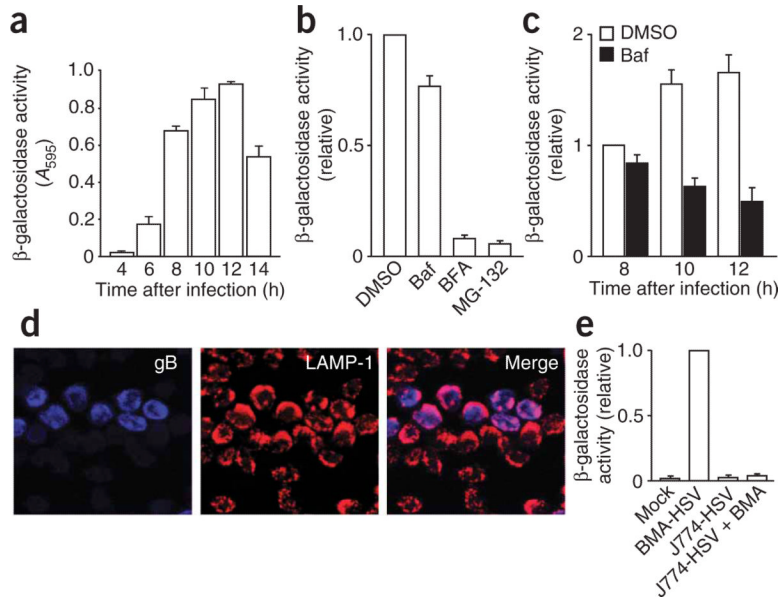 a
β-galactosidase activity
(A595)
1.0
0.8
0.6
0.4
0.2
0
4 6 8 10 12 14
Time after infection (h)
b
β-galactosidase activity
(relative)
1.0
0.5
0
DMSO
Baf
BFA
MG-132
c
β-galactosidase activity
(relative)
2
1
0
DMSO
Baf
8 10 12
Time after infection (h)
d
gB
LAMP-1
Merge
e
β-galactosidase
activity (relative)
1.0
0.5
0
Mock
BMA-HSV
J774-HSV
J774-HSV + BMA